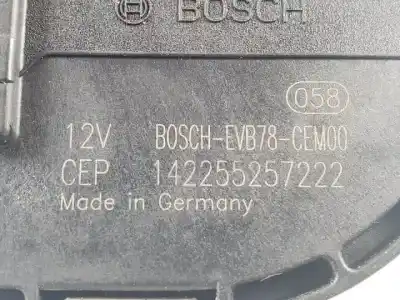 BOSCH
058
12V BOSCH-EVB78-CEM00
CEP 142255257222
Made in Germany